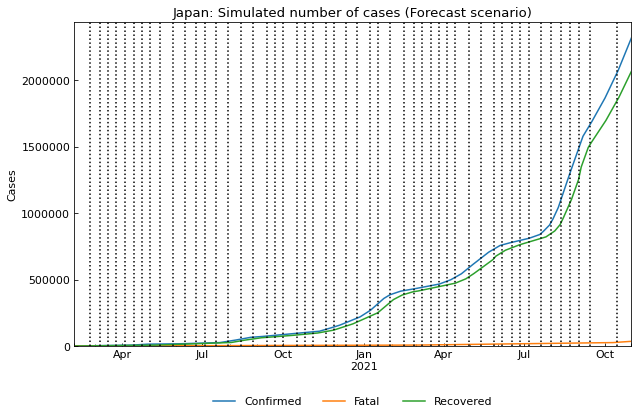 Japan: Simulated number of cases (Forecast scenario)
Cases
2000000
1500000
1000000
500000
0
Apr Jul Oct Jan Apr Jul Oct
2021
Confirmed Fatal Recovered